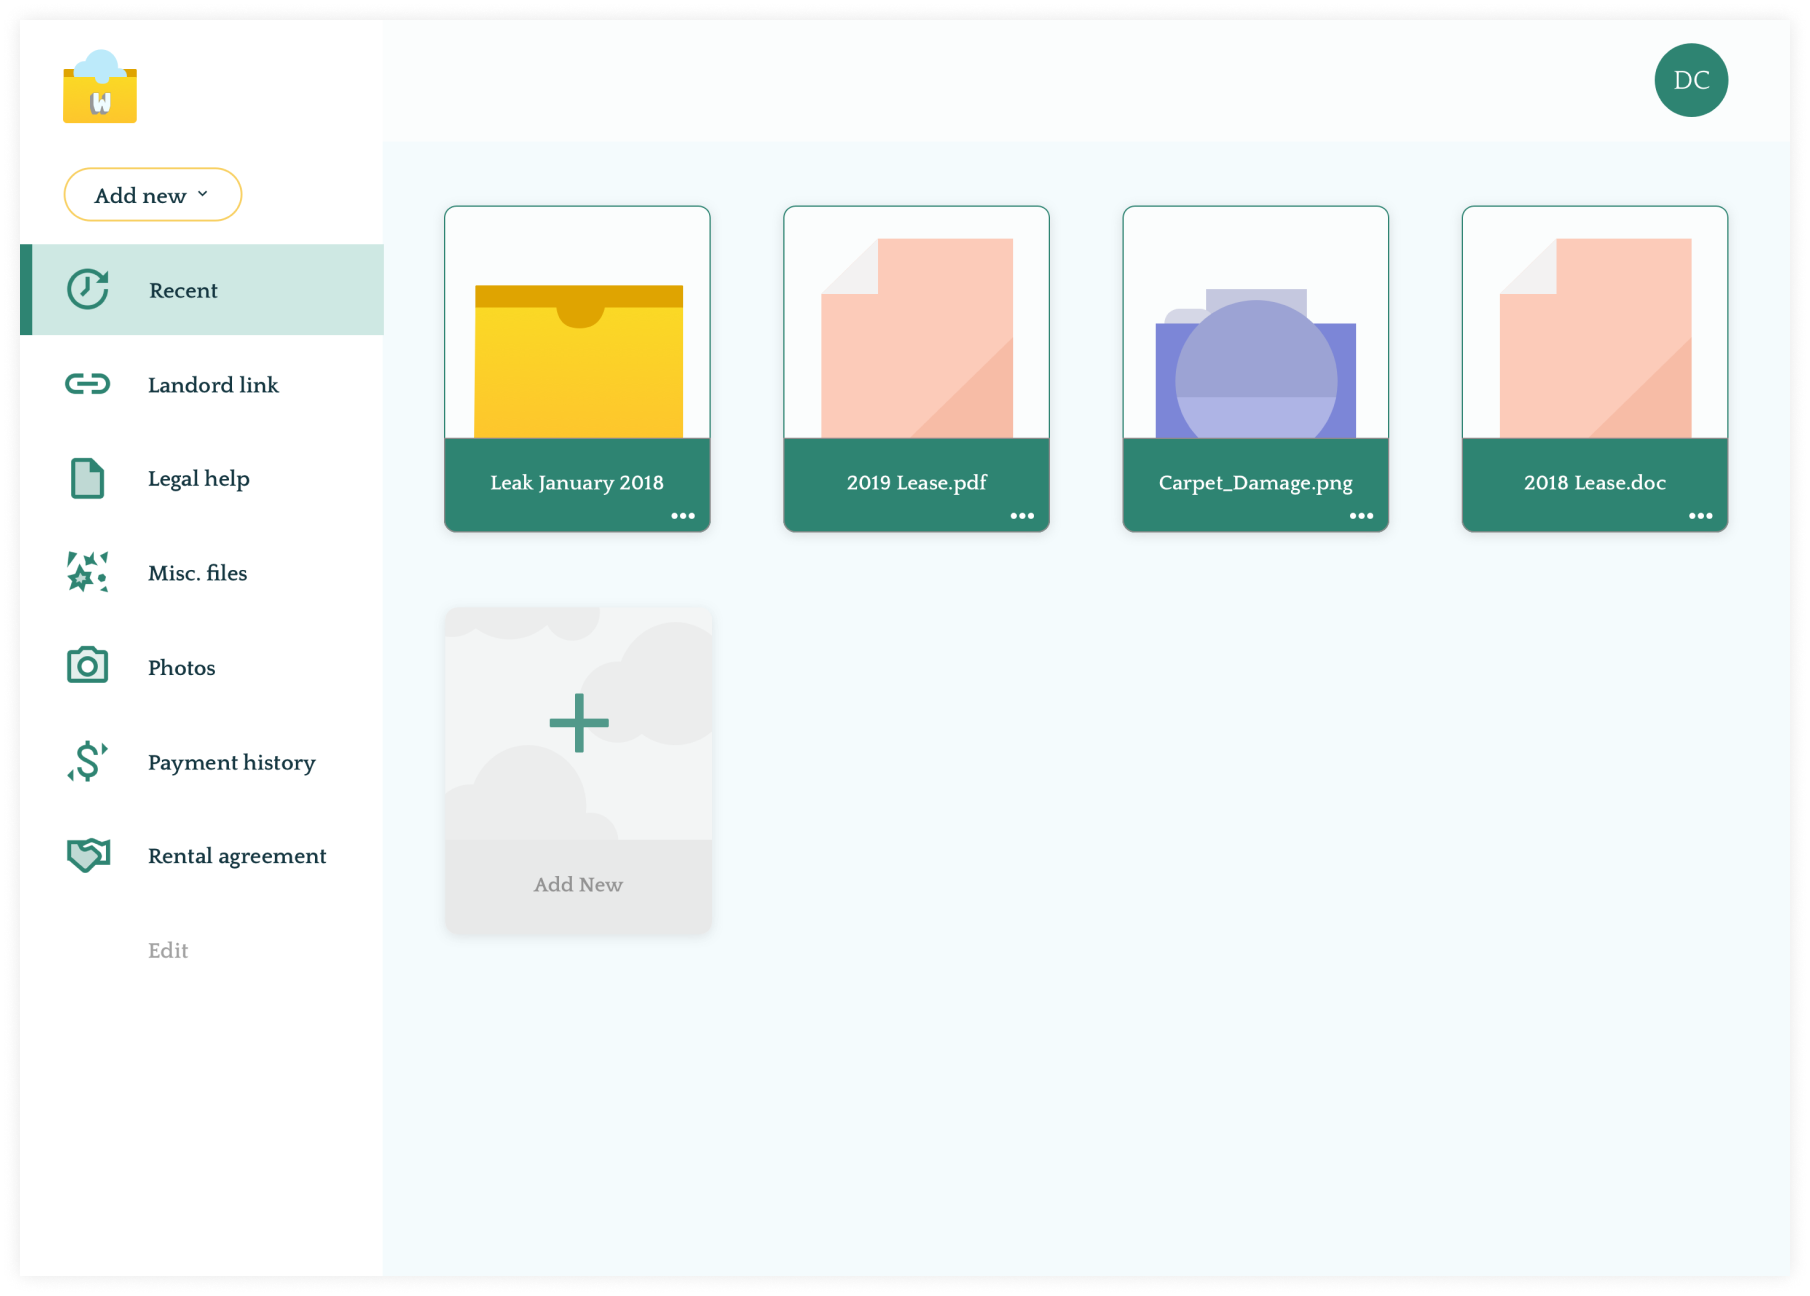 W
DC
Add new
Recent
Landord link
Legal help
Misc. files
Photos
Payment history
Rental agreement
Edit
Leak January 2018
2019 Lease.pdf
Carpet_Damage.png
2018 Lease.doc
Add New